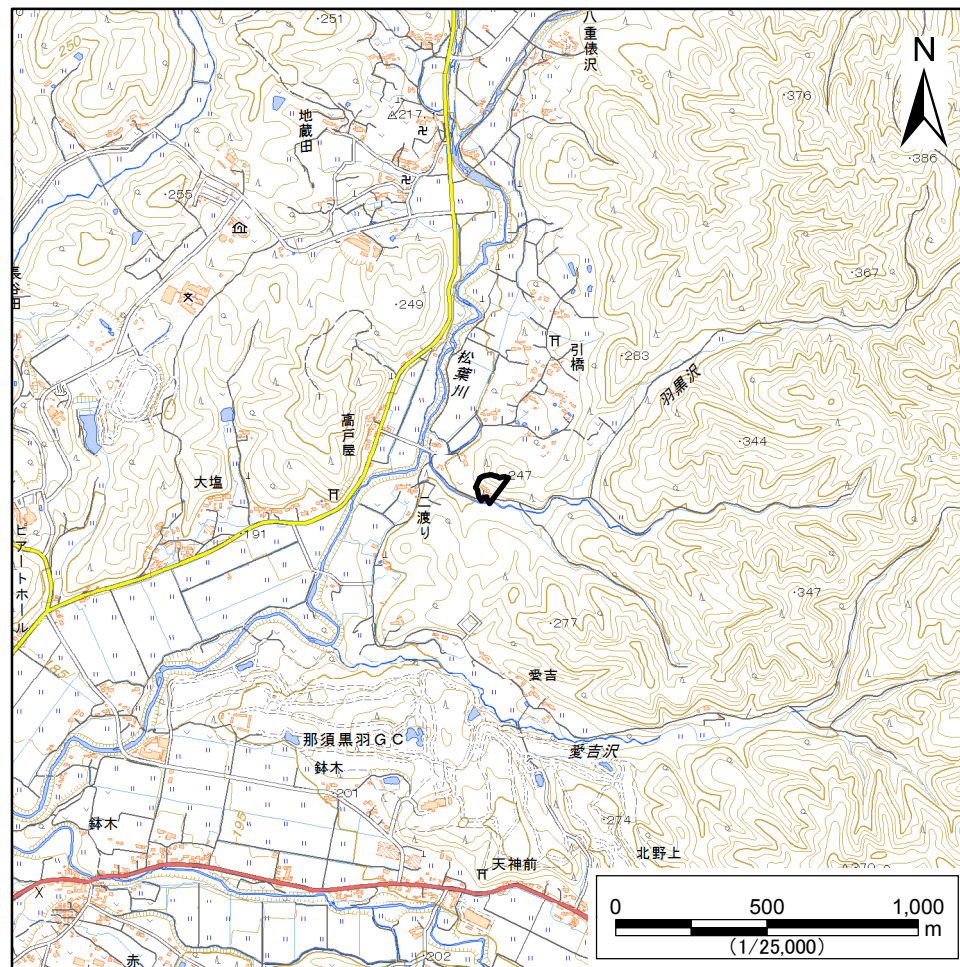 ・251
250
八重俵沢
N
250
・376
△217.
地蔵田
・386
・255
・367
長谷田
文
・249
引橋
・283
松葉川
羽黒沢
・344
高戸屋
・247
大塩
二渡り
・191
ピアートホール
・347
・277
185
愛吉
那須黒羽GC
愛吉沢
鉢木
・201
・274
鉢木
195
北野上
天神前
0 500 1,000
m
(1/25,000)
・202
赤